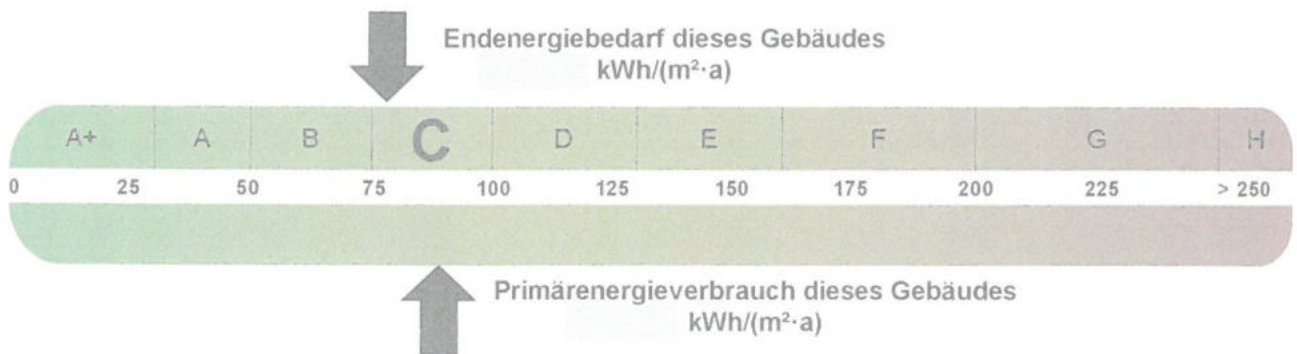 Endenergiebedarf dieses Gebäudes
kWh/(m²·a)
A+ A B C D E F G H
0 25 50 75 100 125 150 175 200 225 > 250
Primärenergieverbrauch dieses Gebäudes
kWh/(m²·a)